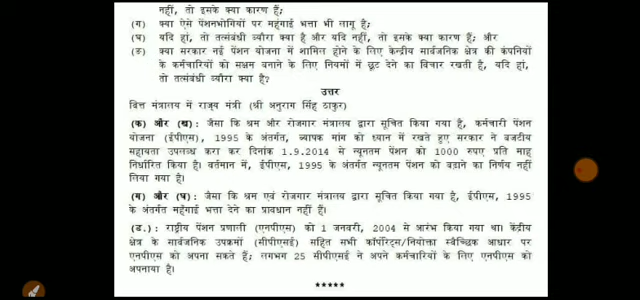 नहीं, तो इसके क्या कारण हैं;
(ग) क्या ऐसे पेंशनभोगियों पर महंगाई भत्ता भी लागू है;
(घ) यदि हां, तो तत्संबंधी ब्यौरा क्या है और यदि नहीं, तो इसके क्या कारण हैं; और
(ङ) क्या सरकार नई पेंशन योजना में शामिल होने के लिए केन्द्रीय सार्वजनिक क्षेत्र की कंपनियों
के कर्मचारियों को सक्षम बनाने के लिए नियमों में छूट देने का विचार रखती है, यदि हां,
तो तत्संबंधी ब्यौरा क्या है?
उत्तर
वित्त मंत्रालय में राज्य मंत्री (श्री अनुराग सिंह ठाकुर)
(क) और (ख): जैसा कि श्रम और रोजगार मंत्रालय द्वारा सूचित किया गया है, कर्मचारी पेंशन
योजना (ईपीएस), 1995 के अंतर्गत, व्यापक मांग को ध्यान में रखते हुए सरकार ने बजटीय
सहायता उपलब्ध करा कर दिनांक 1.9.2014 से न्यूनतम पेंशन को 1000 रुपए प्रति माह
निर्धारित किया है। वर्तमान में, ईपीएस, 1995 के अंतर्गत न्यूनतम पेंशन को बढ़ाने का निर्णय नहीं
लिया गया है।
(ग) और (घ): जैसा कि श्रम एवं रोजगार मंत्रालय द्वारा सूचित किया गया है, ईपीएस, 1995
के अंतर्गत महँगाई भत्ता देने का प्रावधान नहीं हैं।
(ड.): राष्ट्रीय पेंशन प्रणाली (एनपीएस) को 1 जनवरी, 2004 से आरंभ किया गया था। केंद्रीय
क्षेत्र के सार्वजनिक उपक्रमों (सीपीएसई) सहित सभी कॉर्पोरेट्स/नियोक्ता स्वैच्छिक आधार पर
एनपीएस को अपना सकते हैं; लगभग 25 सीपीएसई ने अपने कर्मचारियों के लिए एनपीएस को
अपनाया है।
*****